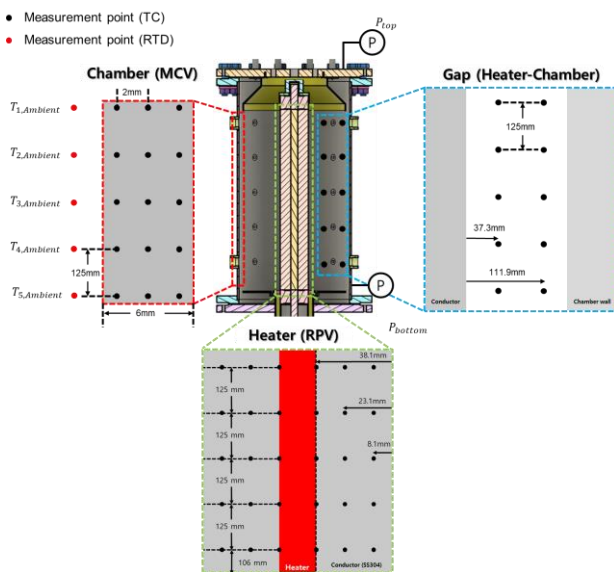 Measurement point (TC)
Measurement point (RTD)
P_top
P
Chamber (MCV)
2mm
T_1,Ambient
T_2,Ambient
T_3,Ambient
T_4,Ambient
125mm
T_5,Ambient
6mm
Gap (Heater-Chamber)
125mm
37.3mm
111.9mm
Conductor
Chamber wall
P
P_bottom
Heater (RPV)
38.1mm
125 mm
23.1mm
125 mm
8.1mm
125 mm
125 mm
106 mm
Heater
Conductor (SS304)